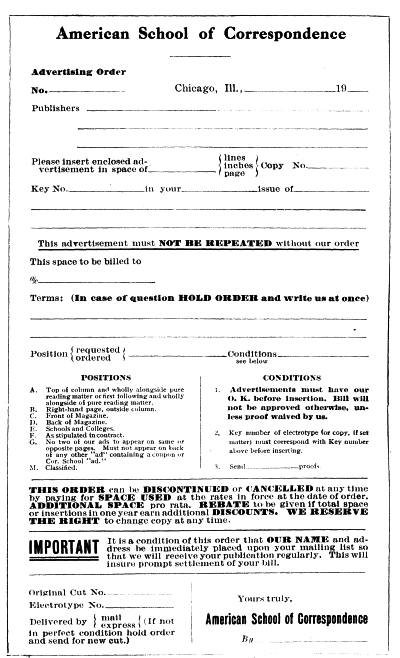 American School of Correspondence
Advertising Order
No. Chicago, Ill., 19
Publishers
Please insert enclosed ad-
vertisement in space of { lines inches page } Copy No.
Key No. in your issue of
This advertisement must NOT BE REPEATED without our order
This space to be billed to
Terms: (In case of question HOLD ORDER and write us at once)
Position { requested ordered } Conditions
see below
POSITIONS
A. Top of column and wholly alongside pure
reading matter or first following and wholly
alongside of pure reading matter.
B. Right-hand page, outside column.
C. Front of Magazine.
D. Back of Magazine.
E. Schools and Colleges.
F. As stipulated in contract.
G. No two of our ads to appear on same or
opposite pages. Must not appear on back
of any other "ad" containing a coupon or
Cor. School "ad."
M. Classified.
CONDITIONS
1. Advertisements must have our
O. K. before insertion. Bill will
not be approved otherwise, un-
less proof waived by us.
2. Key number of electrotype (or copy, if set
matter) must correspond with Key number
above before inserting.
3. Send proofs
THIS ORDER can be DISCONTINUED or CANCELLED at any time
by paying for SPACE USED at the rates in force at the date of order.
ADDITIONAL SPACE pro rata. REBATE to be given if total space
or insertions in one year earn additional DISCOUNTS. WE RESERVE
THE RIGHT to change copy at any time.
IMPORTANT
It is a condition of this order that OUR NAME and ad-
dress be immediately placed upon your mailing list so
that we will receive your publication regularly. This will
insure prompt settlement of your bill.
Original Cut No.
Electrotype No.
Delivered by { mail express } (If not
in perfect condition hold order
and send for new cut.)
Yours truly,
American School of Correspondence
By